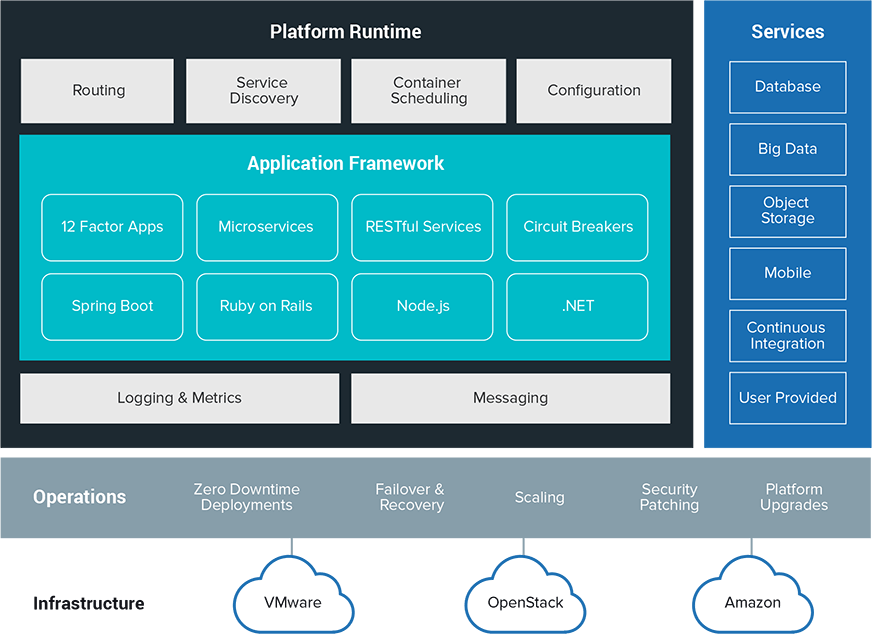 Platform Runtime
Routing
Service
Discovery
Container
Scheduling
Configuration
Application Framework
12 Factor Apps
Microservices
RESTful Services
Circuit Breakers
Spring Boot
Ruby on Rails
Node.js
.NET
Logging & Metrics
Messaging
Services
Database
Big Data
Object
Storage
Mobile
Continuous
Integration
User Provided
Operations
Zero Downtime
Deployments
Failover &
Recovery
Scaling
Security
Patching
Platform
Upgrades
Infrastructure
VMware
OpenStack
Amazon